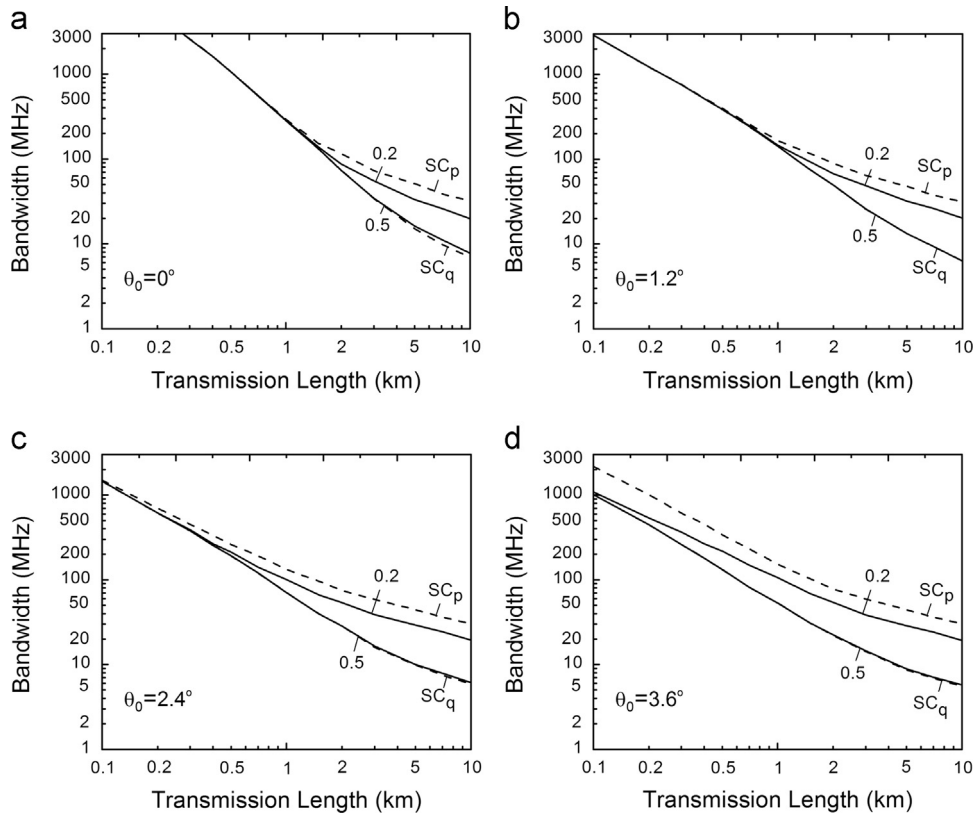 a
3000
1000
500
200
100
50
20
10
5
2
1
Bandwidth (MHz)
0.2
SCp
0.5
SCq
θ0=0°
0.1 0.2 0.5 1 2 5 10
Transmission Length (km)
b
3000
1000
500
200
100
50
20
10
5
2
1
Bandwidth (MHz)
0.2
SCp
0.5
SCq
θ0=1.2°
0.1 0.2 0.5 1 2 5 10
Transmission Length (km)
c
3000
1000
500
200
100
50
20
10
5
2
1
Bandwidth (MHz)
0.2
SCp
0.5
SCq
θ0=2.4°
0.1 0.2 0.5 1 2 5 10
Transmission Length (km)
d
3000
1000
500
200
100
50
20
10
5
2
1
Bandwidth (MHz)
0.2
SCp
0.5
SCq
θ0=3.6°
0.1 0.2 0.5 1 2 5 10
Transmission Length (km)